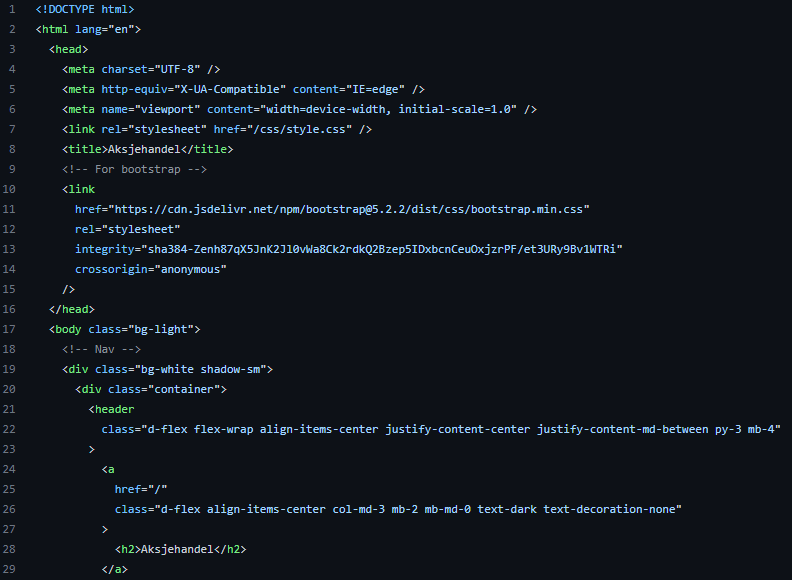 1 <!DOCTYPE html>
2 <html lang="en">
3 <head>
4 <meta charset="UTF-8" />
5 <meta http-equiv="X-UA-Compatible" content="IE=edge" />
6 <meta name="viewport" content="width=device-width, initial-scale=1.0" />
7 <link rel="stylesheet" href="/css/style.css" />
8 <title>Aksjehandel</title>
9 <!-- For bootstrap -->
10 <link
11 href="https://cdn.jsdelivr.net/npm/bootstrap@5.2.2/dist/css/bootstrap.min.css"
12 rel="stylesheet"
13 integrity="sha384-Zenh87qX5JnK2Jl0vWa8Ck2rdkQ2Bzep5IDxbcnCeuOxjzrPF/et3URy9Bv1WTRi"
14 crossorigin="anonymous"
15 />
16 </head>
17 <body class="bg-light">
18 <!-- Nav -->
19 <div class="bg-white shadow-sm">
20 <div class="container">
21 <header
22 class="d-flex flex-wrap align-items-center justify-content-center justify-content-md-between py-3 mb-4"
23 >
24 <a
25 href="/"
26 class="d-flex align-items-center col-md-3 mb-2 mb-md-0 text-dark text-decoration-none"
27 >
28 <h2>Aksjehandel</h2>
29 </a>